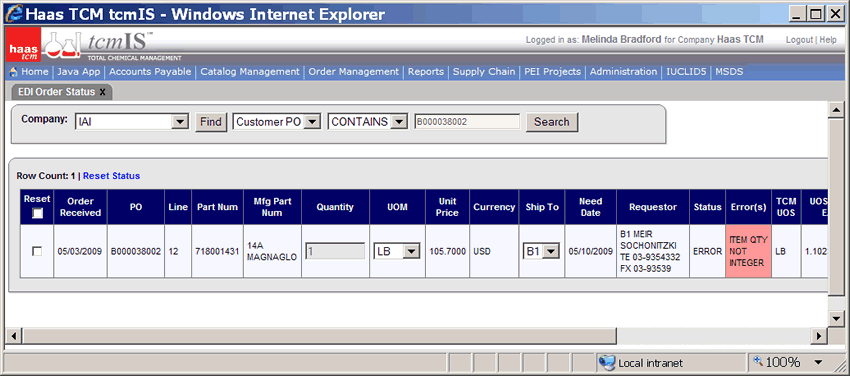 Haas TCM tcmIS - Windows Internet Explorer
haas tcm
tcmIS™
TOTAL CHEMICAL MANAGEMENT
Logged in as: Melinda Bradford for Company Haas TCM
Logout | Help
Home | Java App | Accounts Payable | Catalog Management | Order Management | Reports | Supply Chain | PEI Projects | Administration | IUCLID5 | MSDS
EDI Order Status X
Company: IAI Find Customer PO CONTAINS B000038002 Search
Row Count: 1 | Reset Status
Reset Order Received PO Line Part Num Mfg Part Num Quantity UOM Unit Price Currency Ship To Need Date Requestor Status Error(s) TCM UOS
05/03/2009 B000038002 12 718001431 14A MAGNAGLO 1 LB 105.7000 USD B1 05/10/2009
B1 MEIR
SOCHONITZKI
TE 03-9354332
FX 03-93539
ERROR
ITEM QTY
NOT
INTEGER
LB
Local intranet
100%